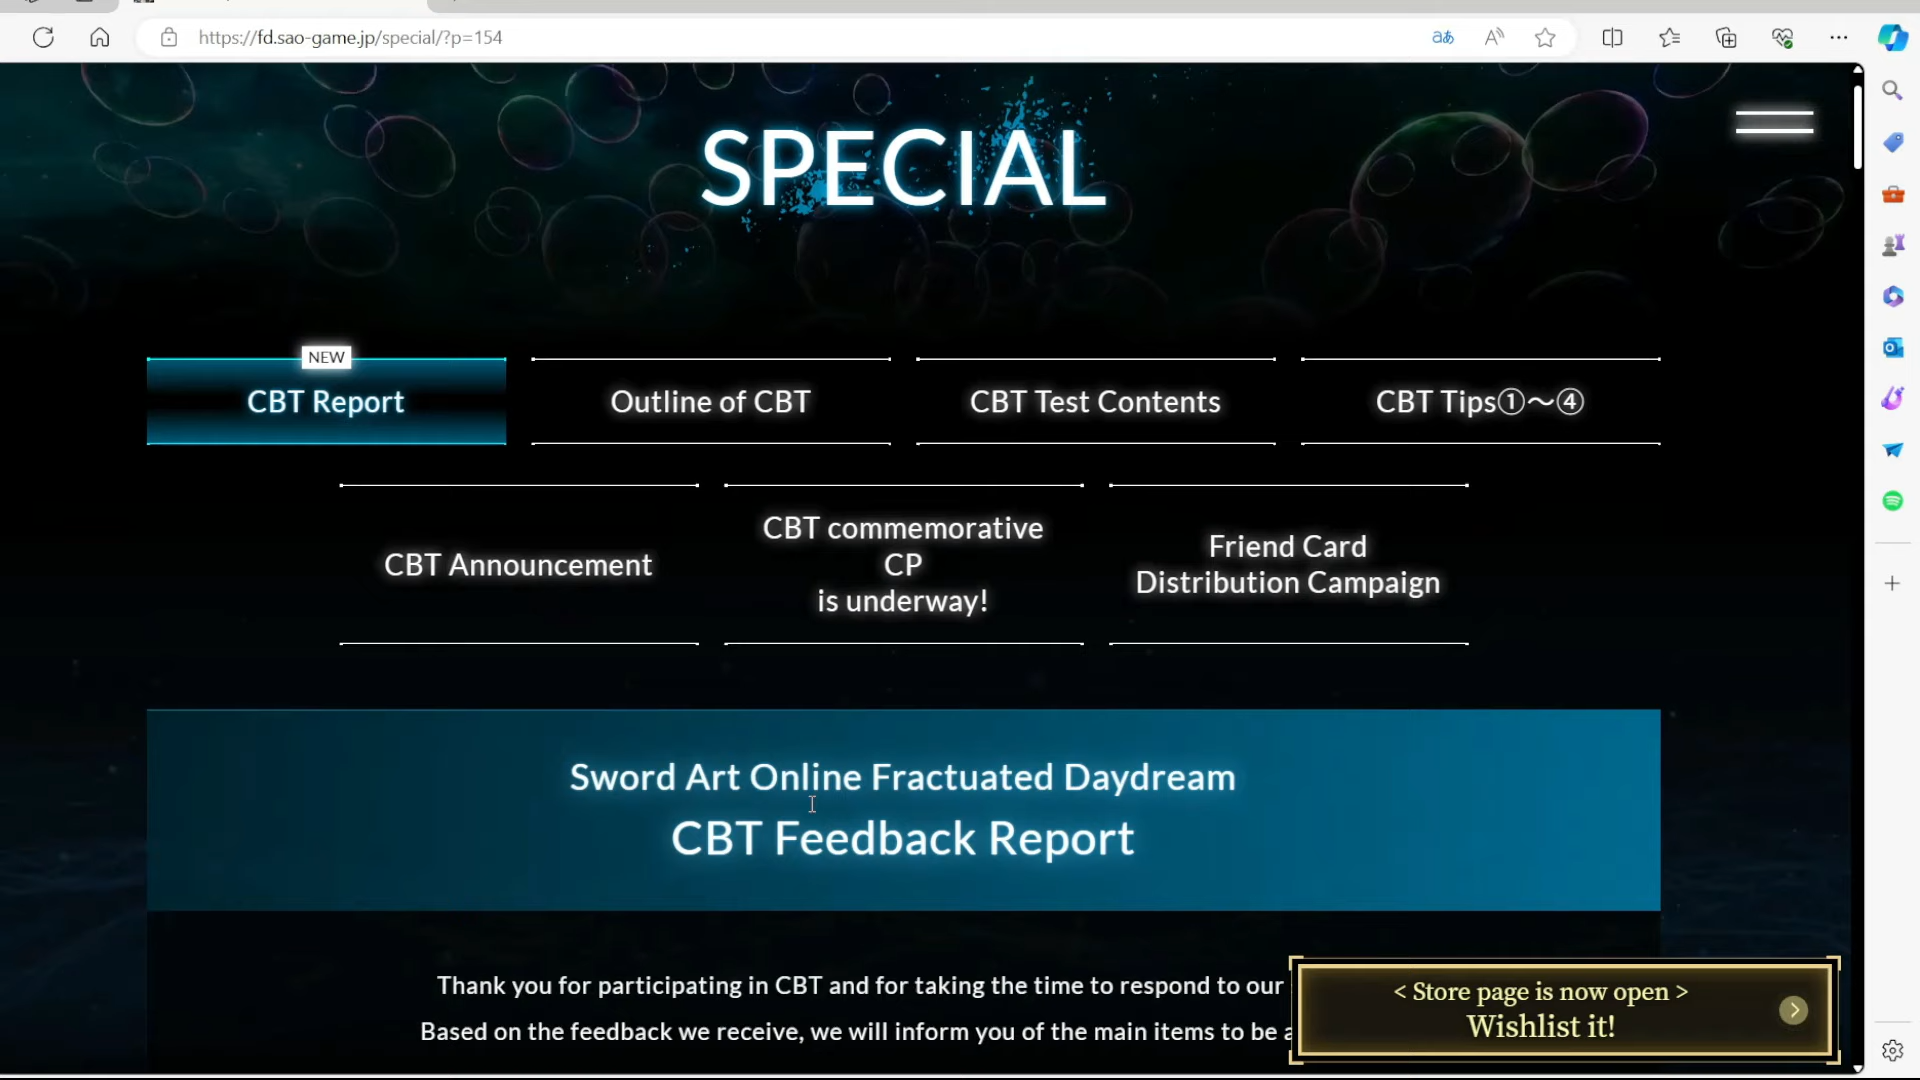 https://fd.sao-game.jp/special/?p=154
aあ
SPECIAL
NEW
CBT Report
Outline of CBT
CBT Test Contents
CBT Tips①〜④
CBT Announcement
CBT commemorative
CP
is underway!
Friend Card
Distribution Campaign
Sword Art Online Fractuated Daydream
CBT Feedback Report
Thank you for participating in CBT and for taking the time to respond to our
Based on the feedback we receive, we will inform you of the main items to be
< Store page is now open >
Wishlist it!